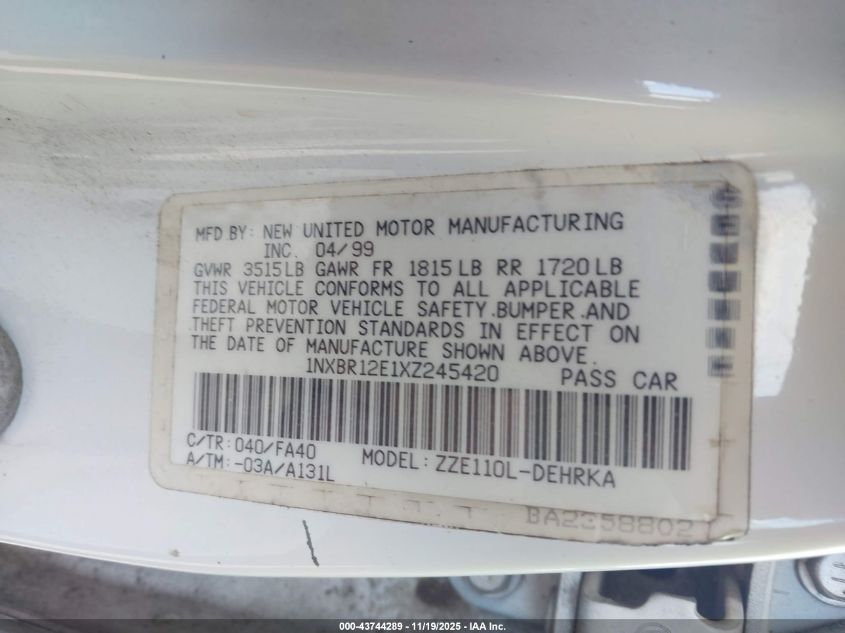 MFD.BY: NEW UNITED MOTOR MANUFACTURING
INC. 04/99
GVWR 3515LB GAWR FR 1815LB RR 1720LB
THIS VEHICLE CONFORMS TO ALL APPLICABLE
FEDERAL MOTOR VEHICLE SAFETY.BUMPER.AND
THEFT PREVENTION STANDARDS IN EFFECT ON
THE DATE OF MANUFACTURE SHOWN ABOVE.
1NXBR12E1XZ245420 PASS CAR
C/TR: 040/FA40
A/TM: -03A/A131L MODEL: ZZE110L-DEHRKA
BA2358802
000-43744289 - 11/19/2025 - IAA Inc.